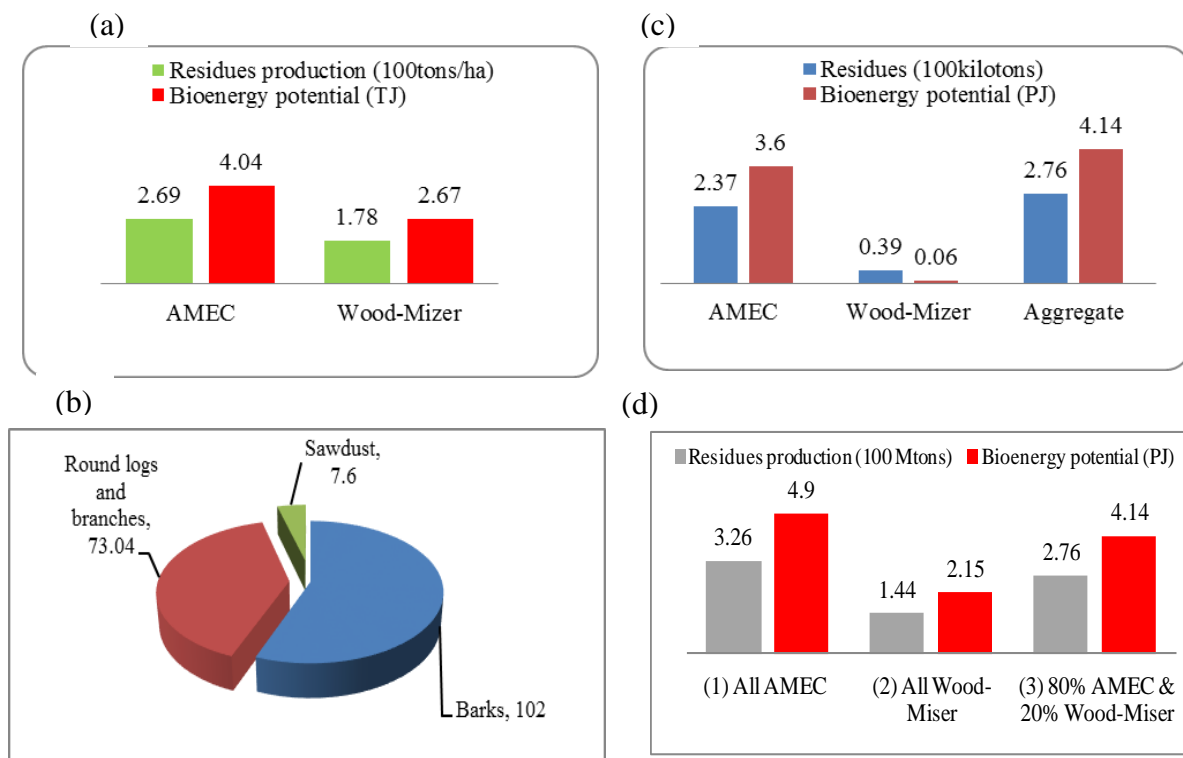 (a)
Residues production (100tons/ha)
Bioenergy potential (TJ)
2.69
4.04
1.78
2.67
AMEC
Wood-Mizer
(c)
Residues (100kilotons)
Bioenergy potential (PJ)
2.37
3.6
0.39
0.06
2.76
4.14
AMEC
Wood-Mizer
Aggregate
(b)
Sawdust,
7.6
Round logs
and
branches,
73.04
Barks, 102
(d)
Residues production (100 Mtons)
Bioenergy potential (PJ)
3.26
4.9
1.44
2.15
2.76
4.14
(1) All AMEC
(2) All Wood-
Miser
(3) 80% AMEC &
20% Wood-Miser